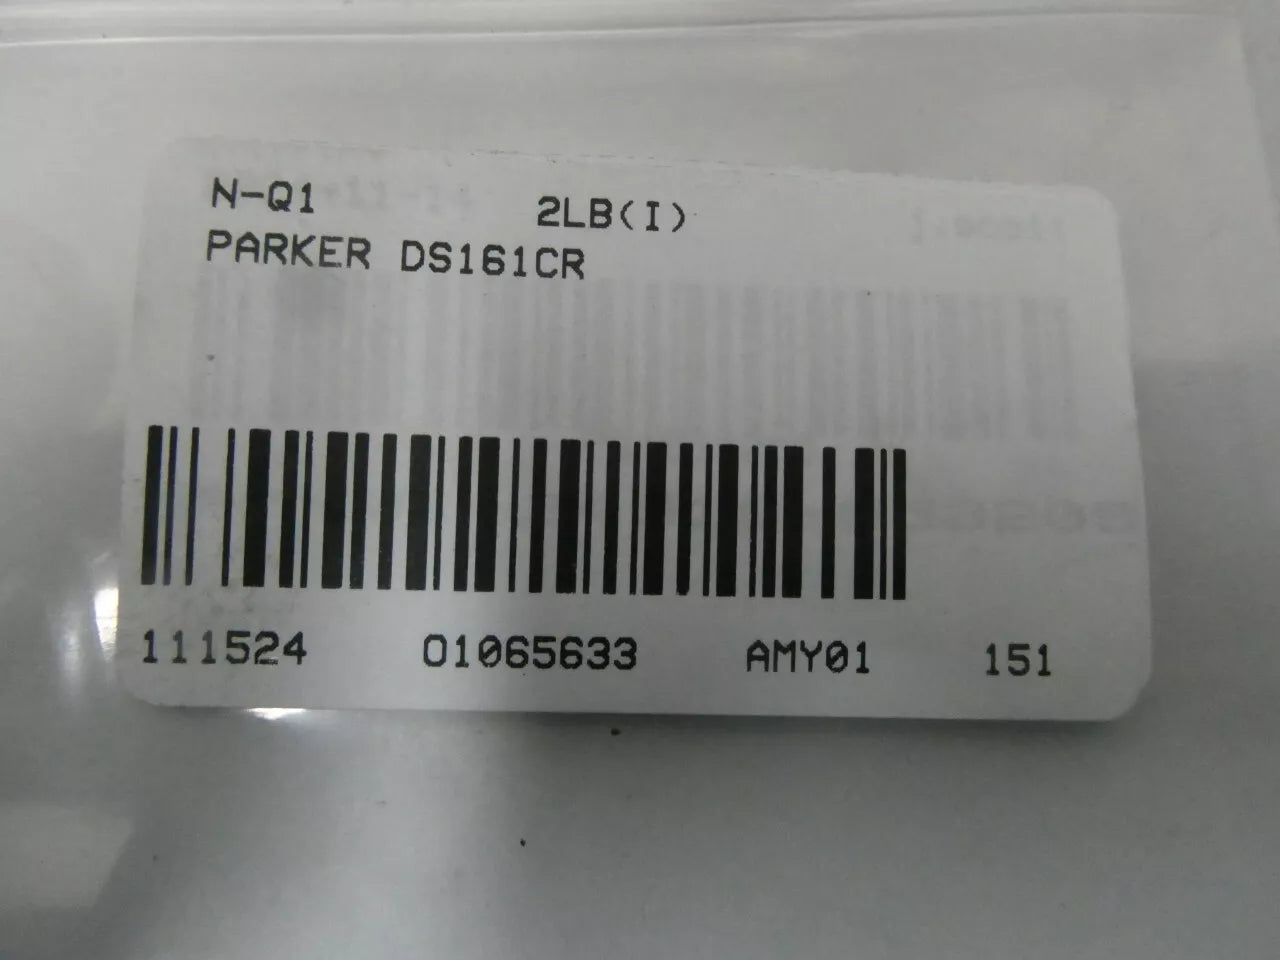 N-Q1 2LB(I)
PARKER DS161CR
111524 01065633 AMY01 151